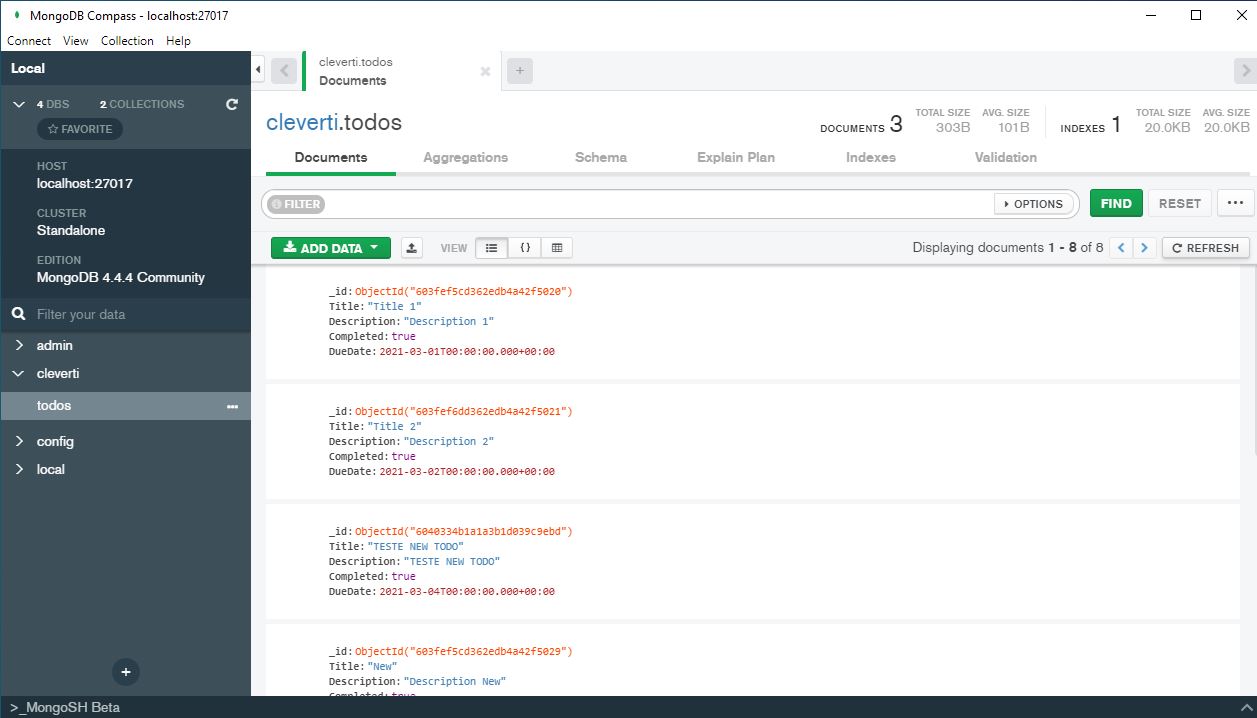 MongoDB Compass - localhost:27017
Connect View Collection Help
Local
4 DBS 2 COLLECTIONS
FAVORITE
HOST
localhost:27017
CLUSTER
Standalone
EDITION
MongoDB 4.4.4 Community
Filter your data
admin
cleverti
todos
config
local
>_MongoSH Beta
cleverti.todos
Documents
cleverti.todos
DOCUMENTS 3 TOTAL SIZE 303B AVG. SIZE 101B INDEXES 1 TOTAL SIZE 20.0KB AVG. SIZE 20.0KB
Documents Aggregations Schema Explain Plan Indexes Validation
FILTER OPTIONS FIND RESET
ADD DATA VIEW {} Displaying documents 1 - 8 of 8 REFRESH
_id: ObjectId("603fef5cd362edb4a42f5020")
Title: "Title 1"
Description: "Description 1"
Completed: true
DueDate: 2021-03-01T00:00:00.000+00:00
_id: ObjectId("603fef6dd362edb4a42f5021")
Title: "Title 2"
Description: "Description 2"
Completed: true
DueDate: 2021-03-02T00:00:00.000+00:00
_id: ObjectId("6040334b1a1a3b1d039c9ebd")
Title: "TESTE NEW TODO"
Description: "TESTE NEW TODO"
Completed: true
DueDate: 2021-03-04T00:00:00.000+00:00
_id: ObjectId("603fef5cd362edb4a42f5029")
Title: "New"
Description: "Description New"
Completed: true